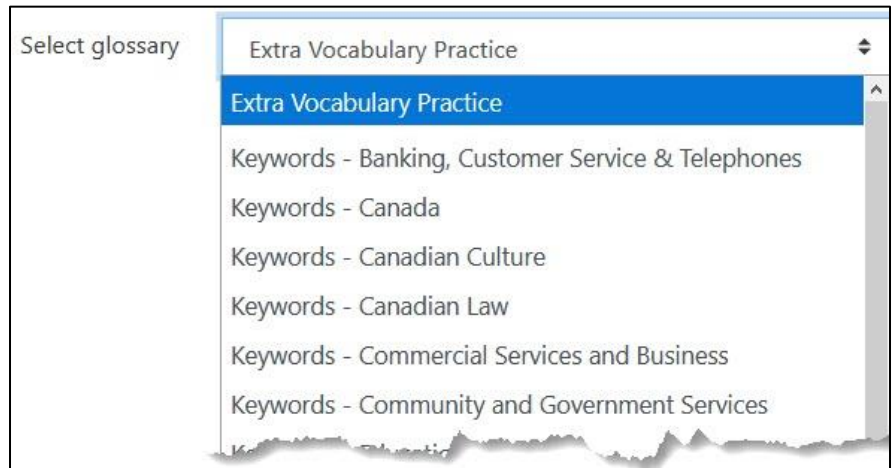 Select glossary
Extra Vocabulary Practice
Extra Vocabulary Practice
Keywords - Banking, Customer Service & Telephones
Keywords - Canada
Keywords - Canadian Culture
Keywords - Canadian Law
Keywords - Commercial Services and Business
Keywords - Community and Government Services